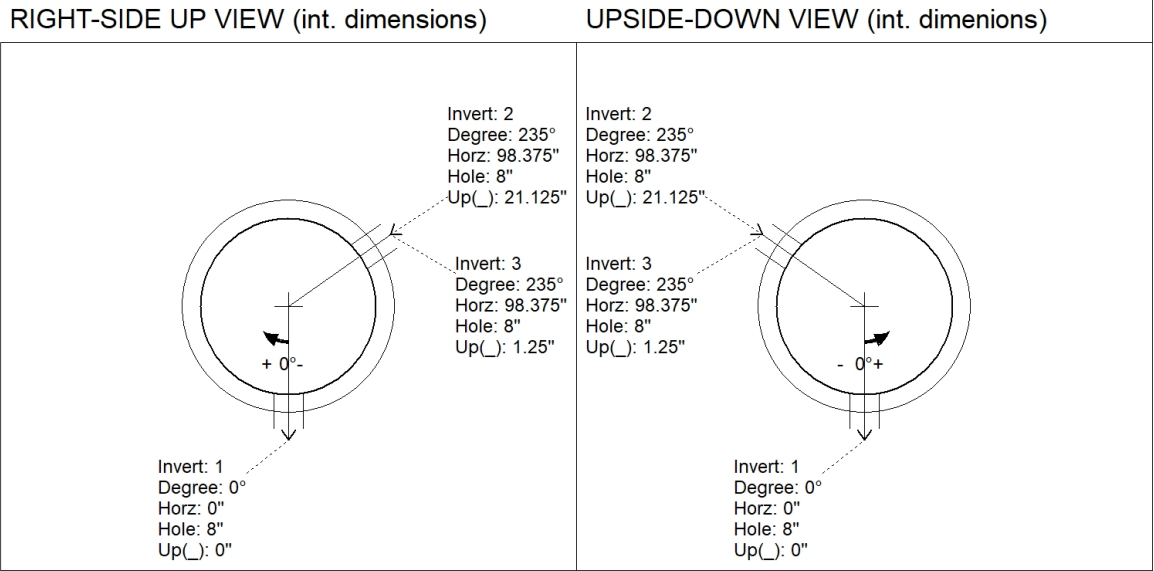 RIGHT-SIDE UP VIEW (int. dimensions)
Invert: 2
Degree: 235°
Horz: 98.375"
Hole: 8"
Up(_): 21.125"
Invert: 3
Degree: 235°
Horz: 98.375"
Hole: 8"
Up(_): 1.25"
+ 0°-
Invert: 1
Degree: 0°
Horz: 0"
Hole: 8"
Up(_): 0"
UPSIDE-DOWN VIEW (int. dimenions)
Invert: 2
Degree: 235°
Horz: 98.375"
Hole: 8"
Up(_): 21.125"
Invert: 3
Degree: 235°
Horz: 98.375"
Hole: 8"
Up(_): 1.25"
- 0°+
Invert: 1
Degree: 0°
Horz: 0"
Hole: 8"
Up(_): 0"